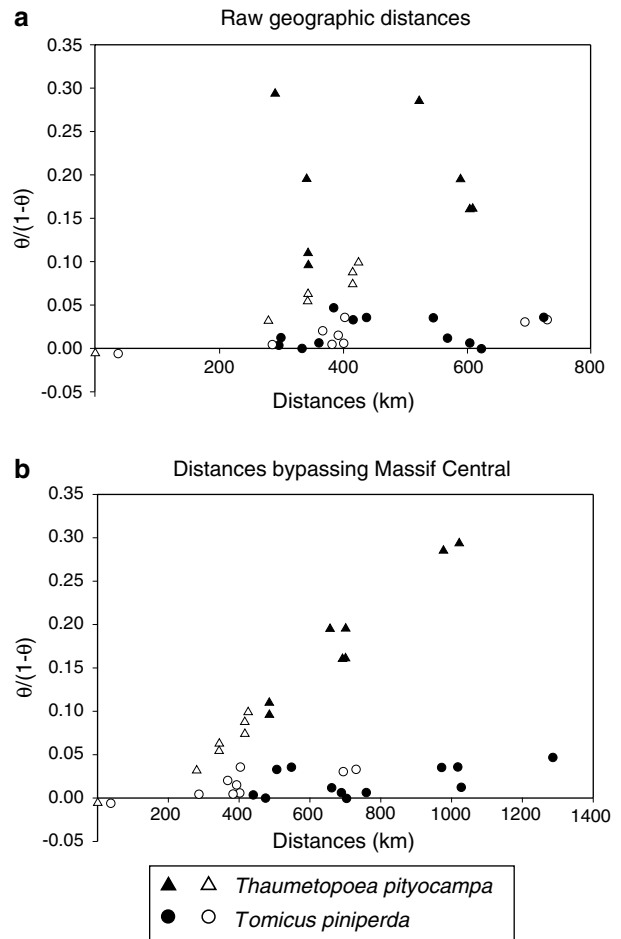 a
Raw geographic distances
0.35
0.30
0.25
0.20
0.15
0.10
0.05
0.00
-0.05
θ/(1-θ)
200 400 600 800
Distances (km)
b
Distances bypassing Massif Central
0.35
0.30
0.25
0.20
0.15
0.10
0.05
0.00
-0.05
θ/(1-θ)
200 400 600 800 1000 1200 1400
Distances (km)
Thaumetopoea pityocampa
Tomicus piniperda